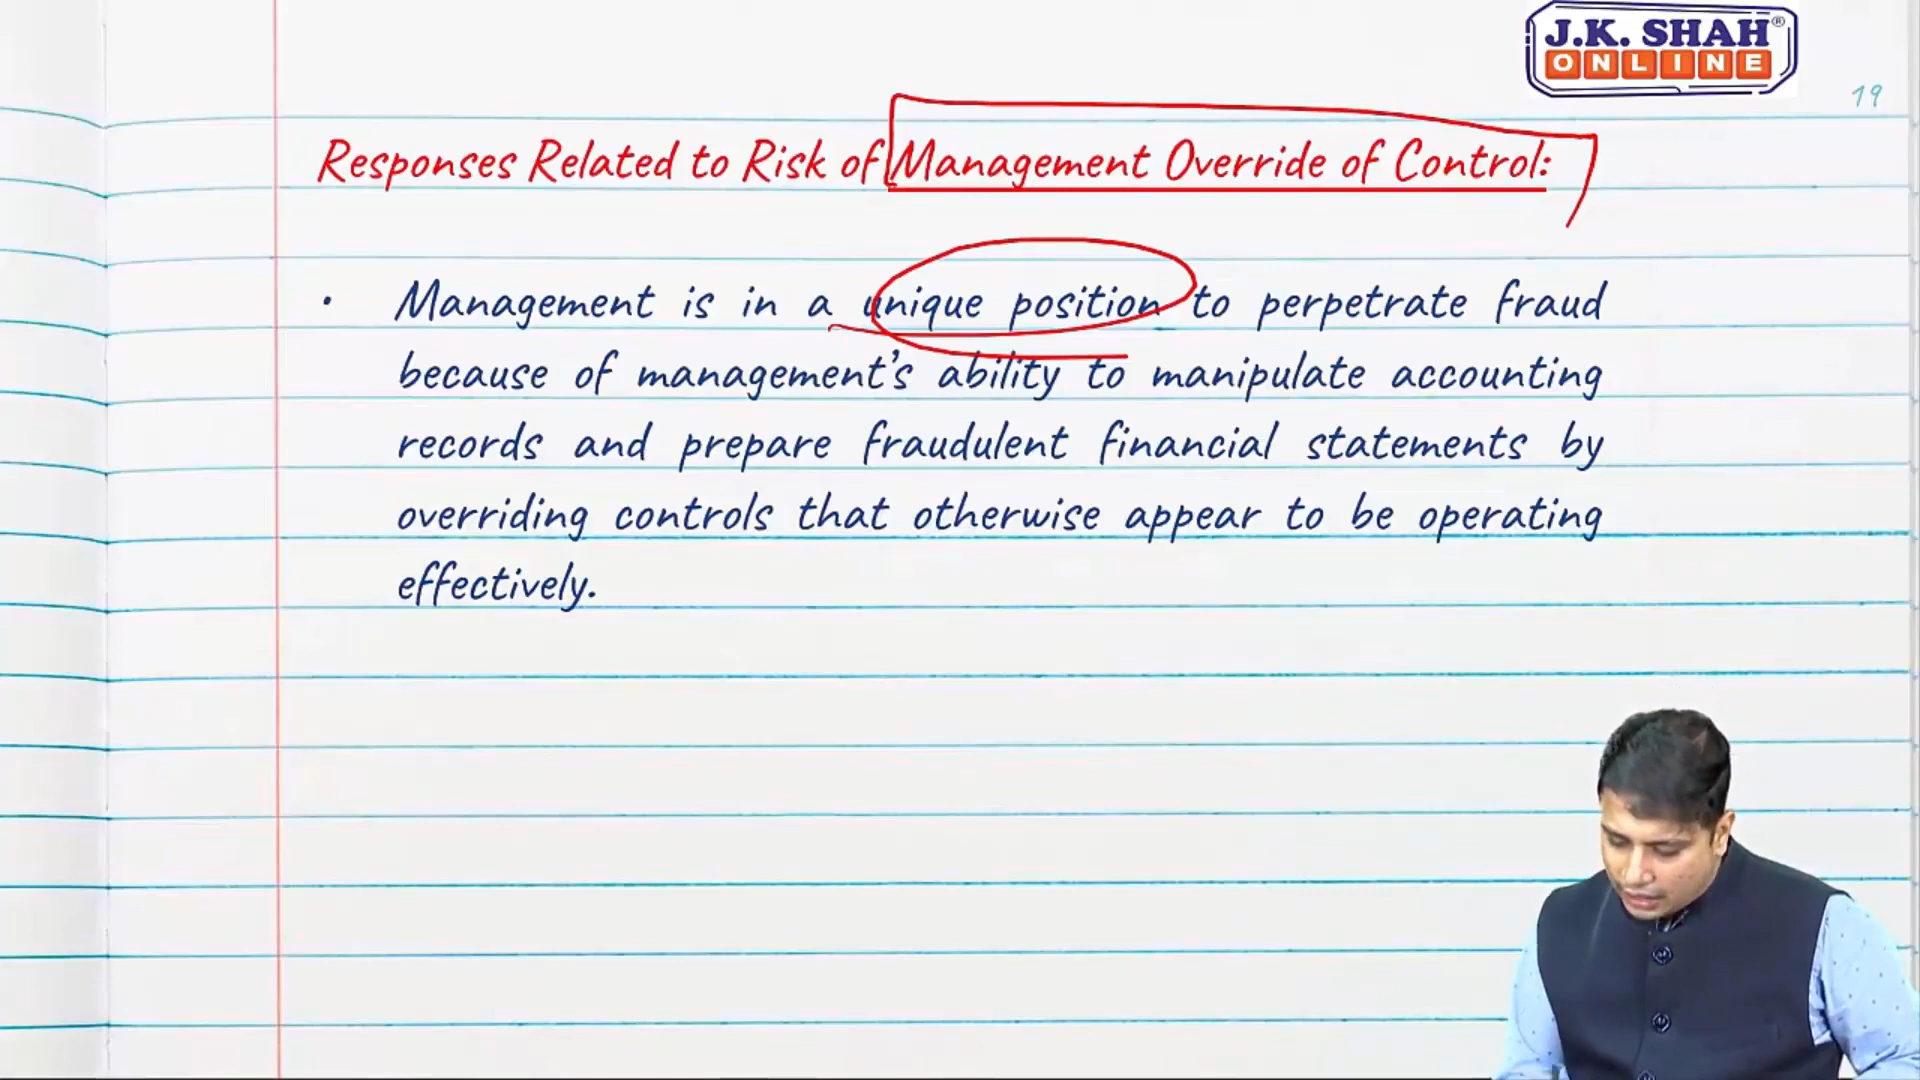 J.K. SHAH®
ONLINE
19
Responses Related to Risk of Management Override of Control:
• Management is in a unique position to perpetrate fraud
because of management's ability to manipulate accounting
records and prepare fraudulent financial statements by
overriding controls that otherwise appear to be operating
effectively.